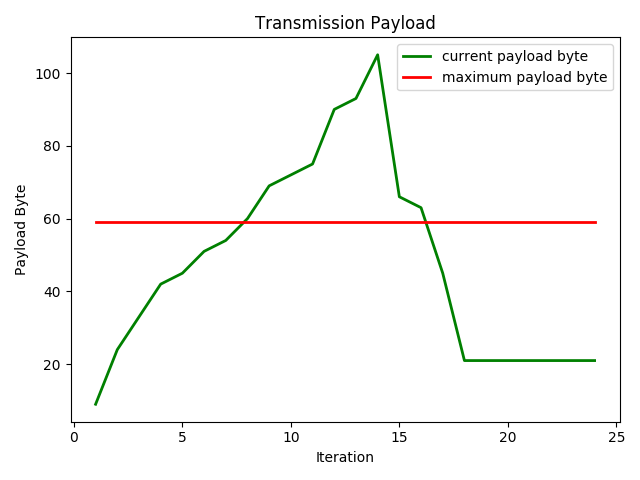 Transmission Payload
current payload byte
maximum payload byte
100
80
60
40
20
Payload Byte
0 5 10 15 20 25
Iteration